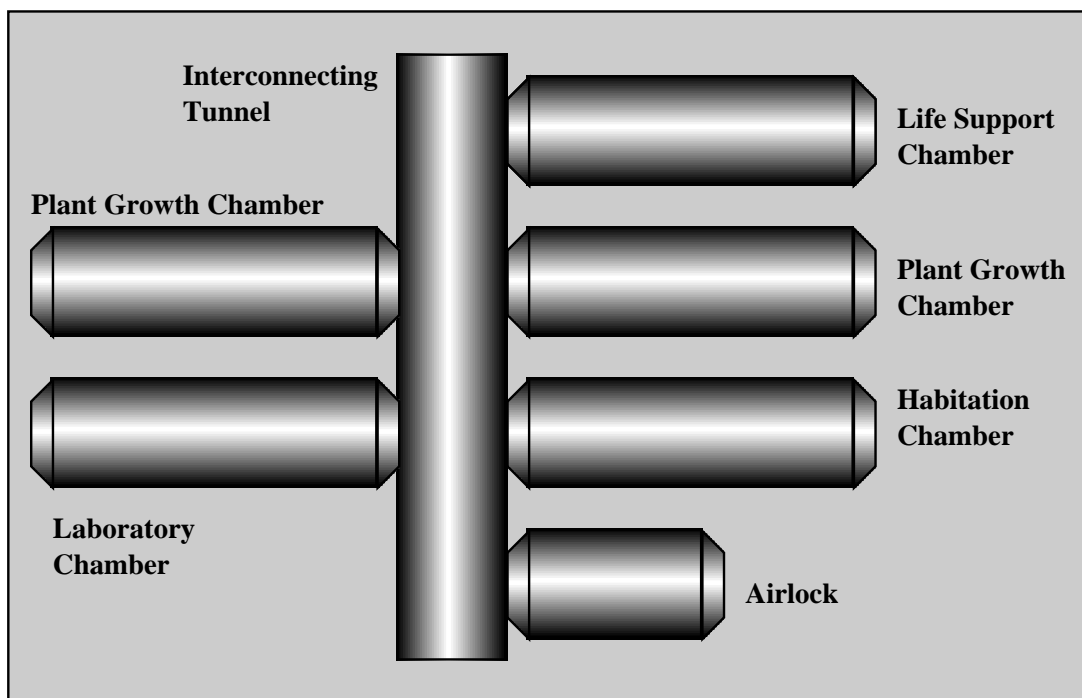 Interconnecting
Tunnel
Life Support
Chamber
Plant Growth Chamber
Plant Growth
Chamber
Habitation
Chamber
Laboratory
Chamber
Airlock